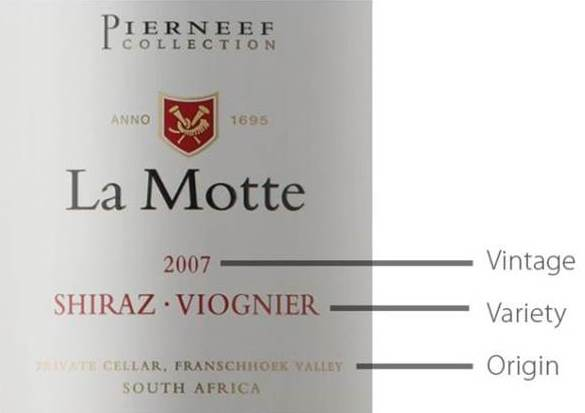 PIERNEEF
COLLECTION
ANNO 1695
La Motte
2007 Vintage
SHIRAZ · VIOGNIER Variety
PRIVATE CELLAR, FRANSCHHOEK VALLEY Origin
SOUTH AFRICA